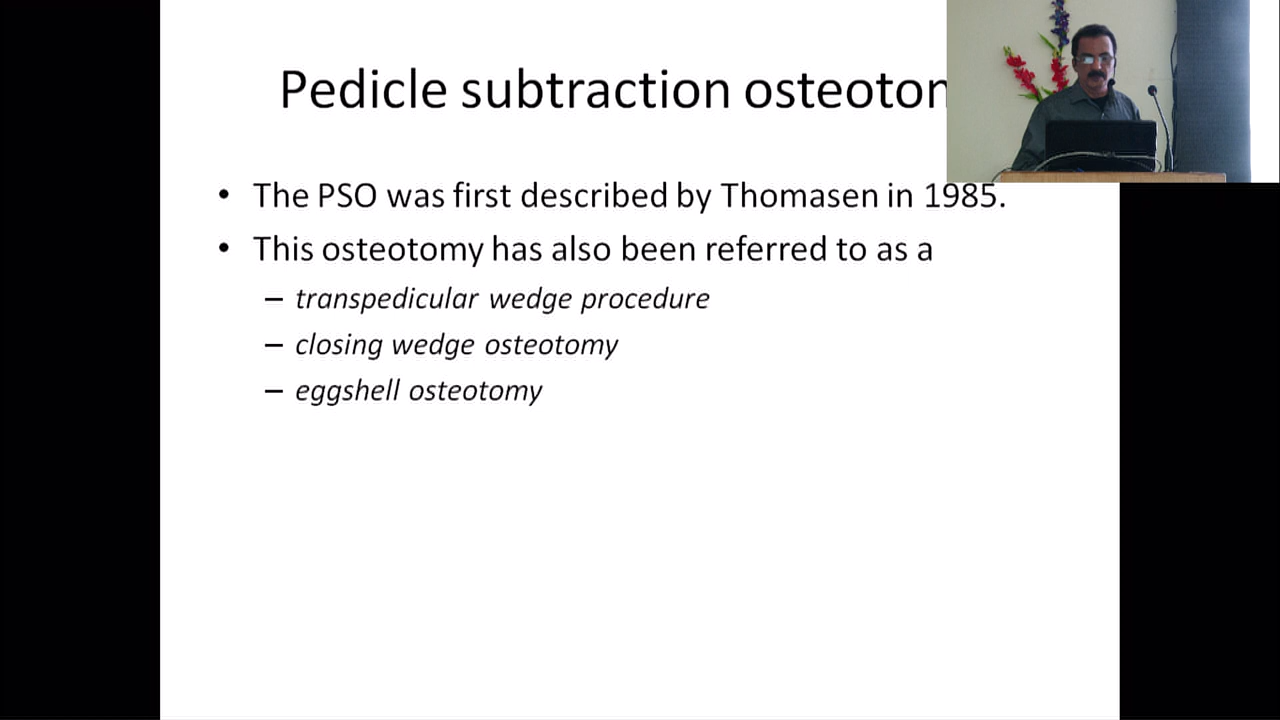 Pedicle subtraction
• The PSO was first described by Thomasen in 1985.
• This osteotomy has also been referred to as a
– transpedicular wedge procedure
– closing wedge osteotomy
– eggshell osteotomy